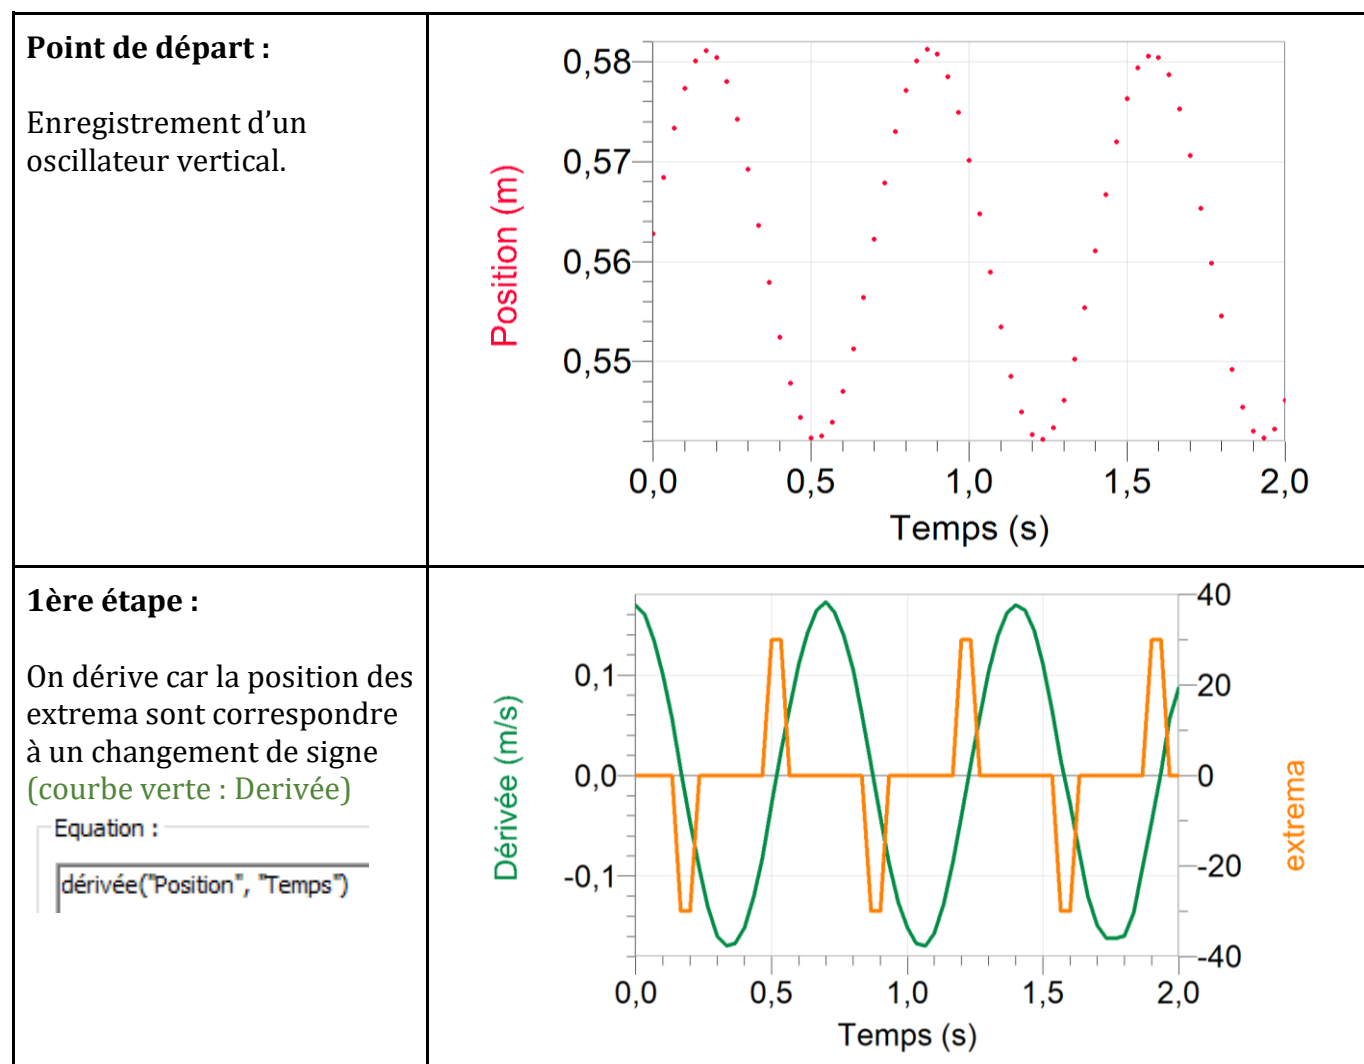 Point de départ :
Enregistrement d’un
oscillateur vertical.
0,58
0,57
0,56
0,55
Position (m)
0,0 0,5 1,0 1,5 2,0
Temps (s)
1ère étape :
On dérive car la position des
extrema sont correspondre
à un changement de signe
(courbe verte : Derivée)
Equation :
dérivée("Position", "Temps")
0,1
0,0
-0,1
Dérivée (m/s)
40
20
0
-20
-40
extrema
0,0 0,5 1,0 1,5 2,0
Temps (s)